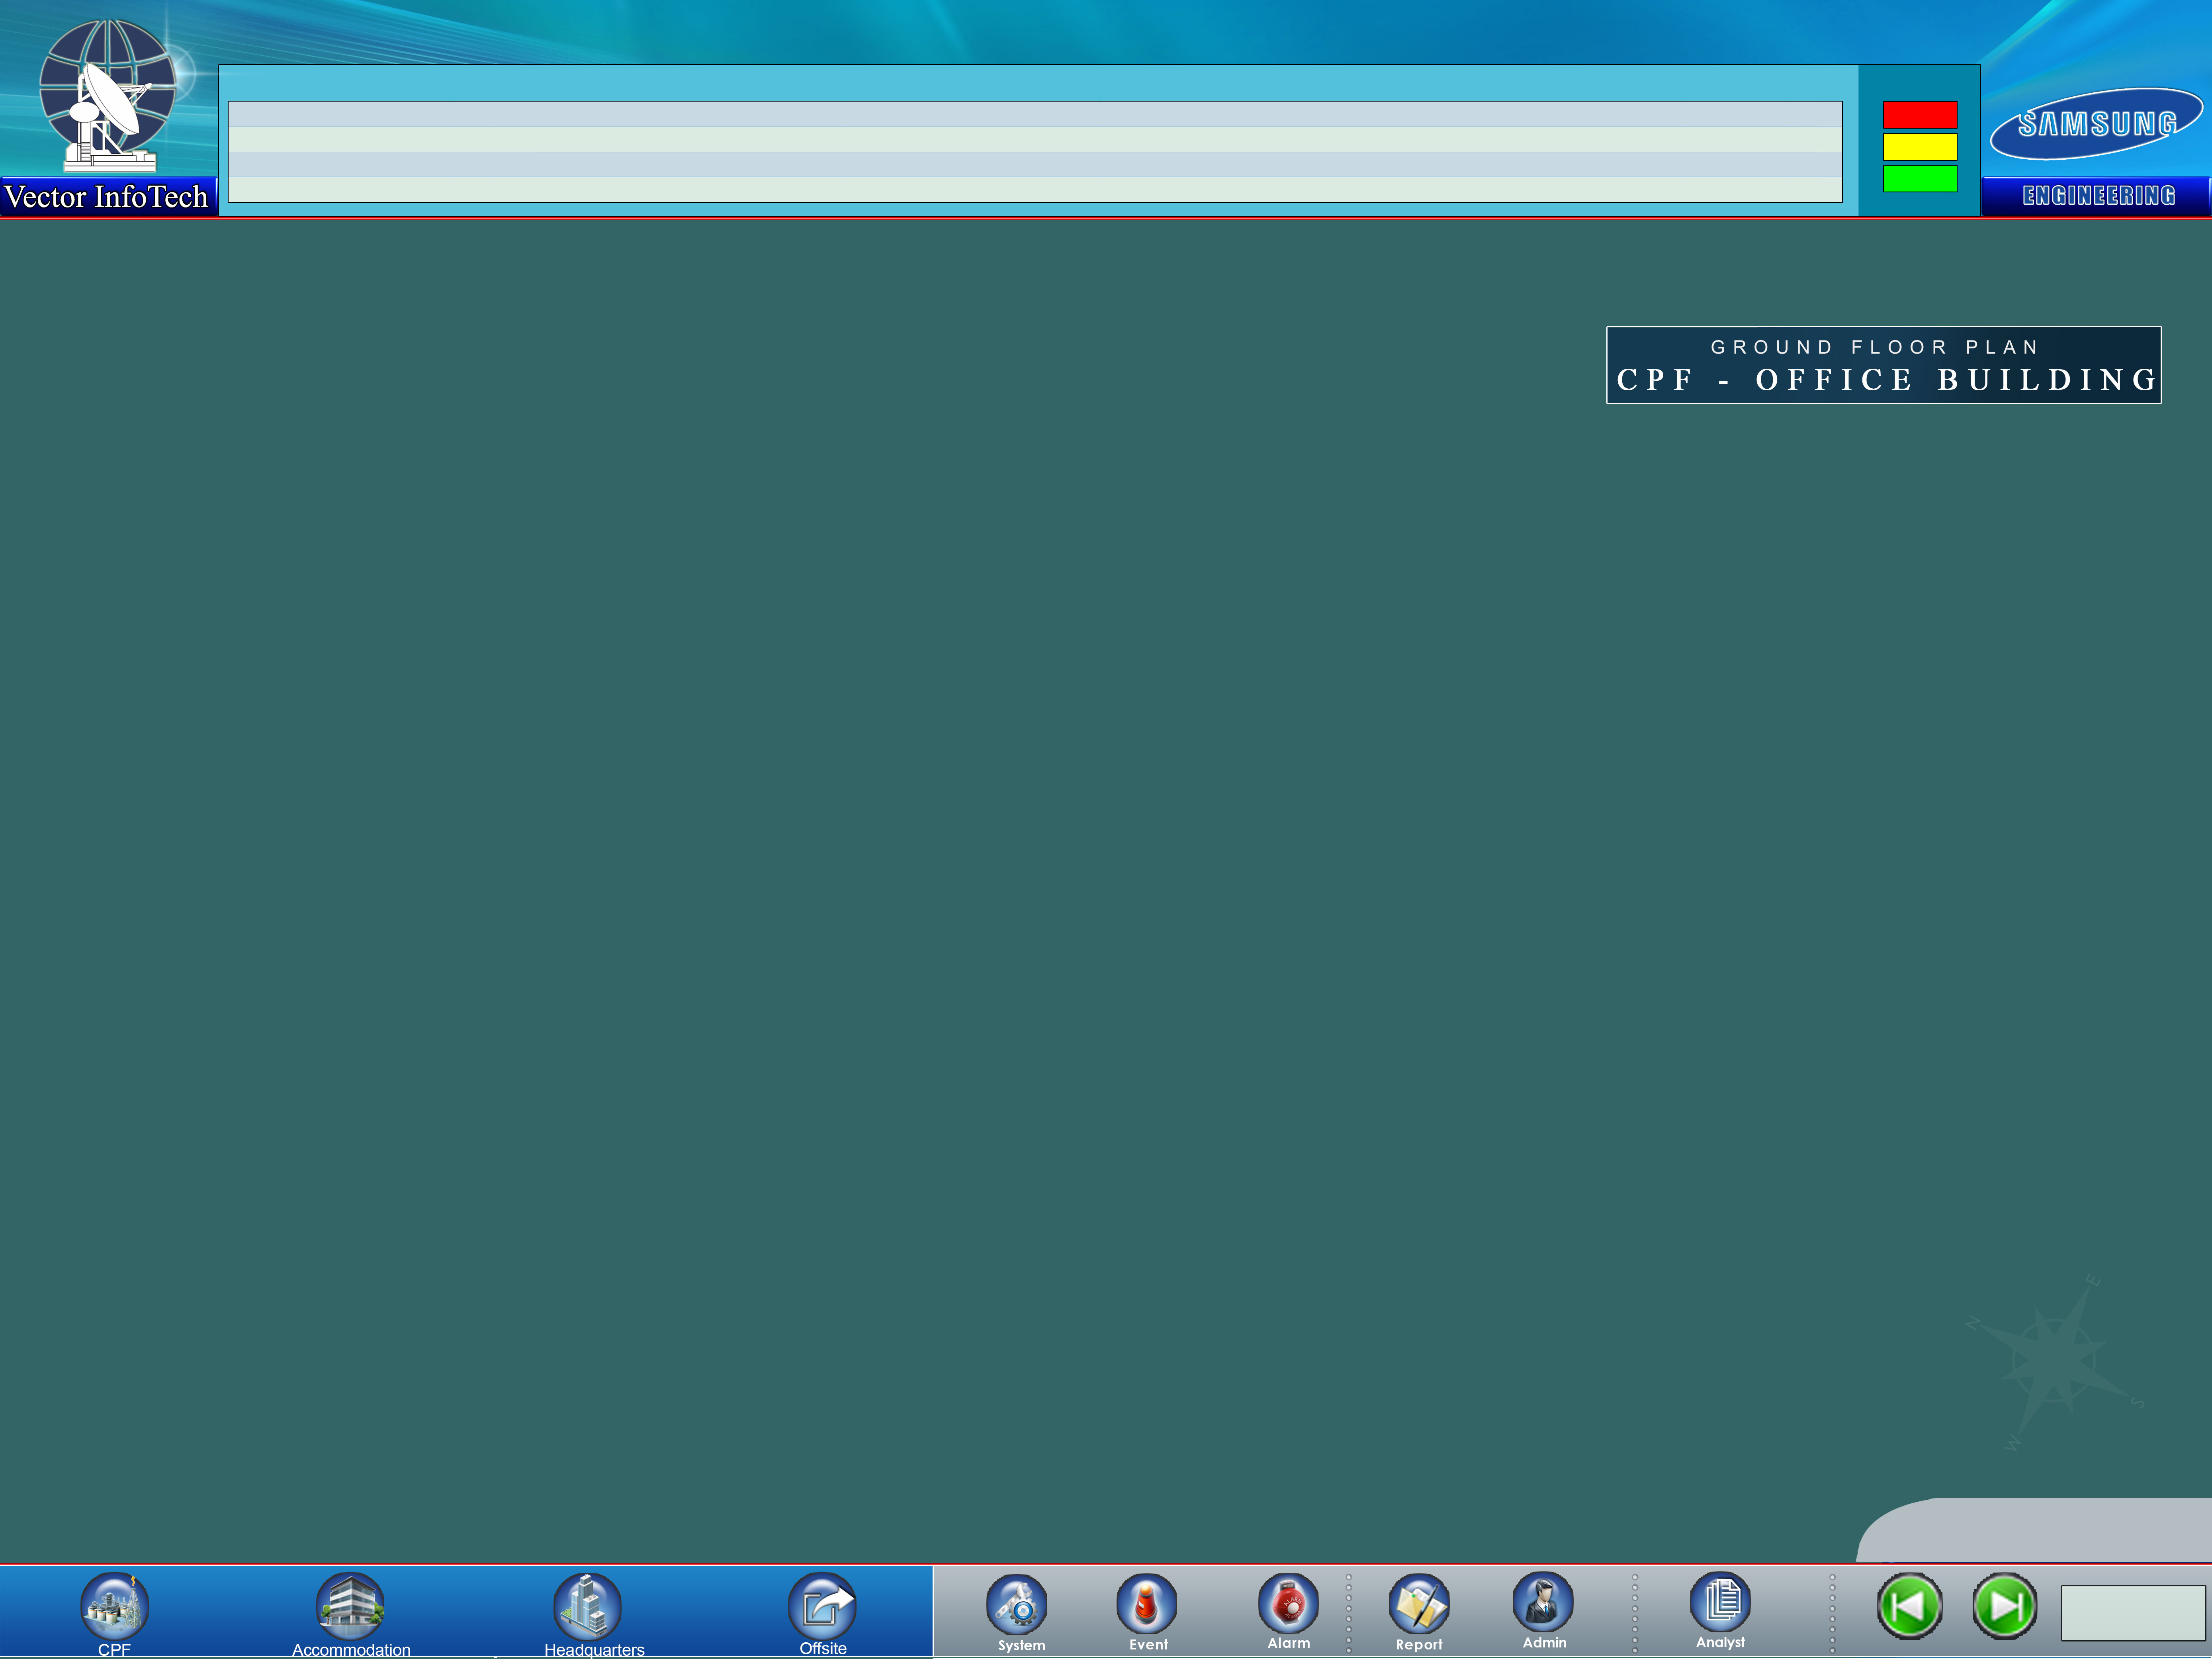 Vector InfoTech
SAMSUNG
ENGINEERING
GROUND FLOOR PLAN
CPF - OFFICE BUILDING
E
N
S
W
CPF
Accommodation
Headquarters
Offsite
System
Event
Alarm
Report
Admin
Analyst